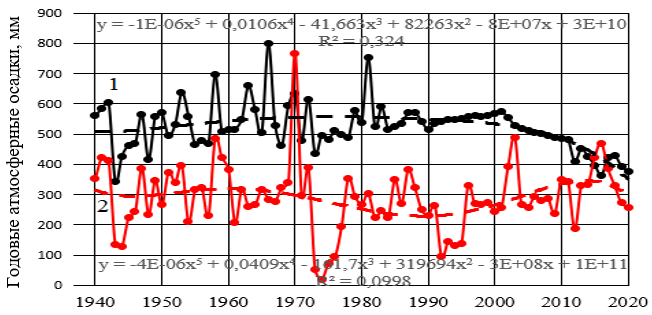 900
y = -1E-06x⁵ + 0,0106x⁴ - 41,663x³ + 82263x² - 8E+07x + 3E+10
R² = 0,324
800
700
1
600
500
400
300
2
200
100
y = -4E-06x⁵ + 0,0409x⁴ - 161,7x³ + 319694x² - 3E+08x + 1E+11
R² = 0,0998
0
1940 1950 1960 1970 1980 1990 2000 2010 2020
Годовые атмосферные осадки, мм